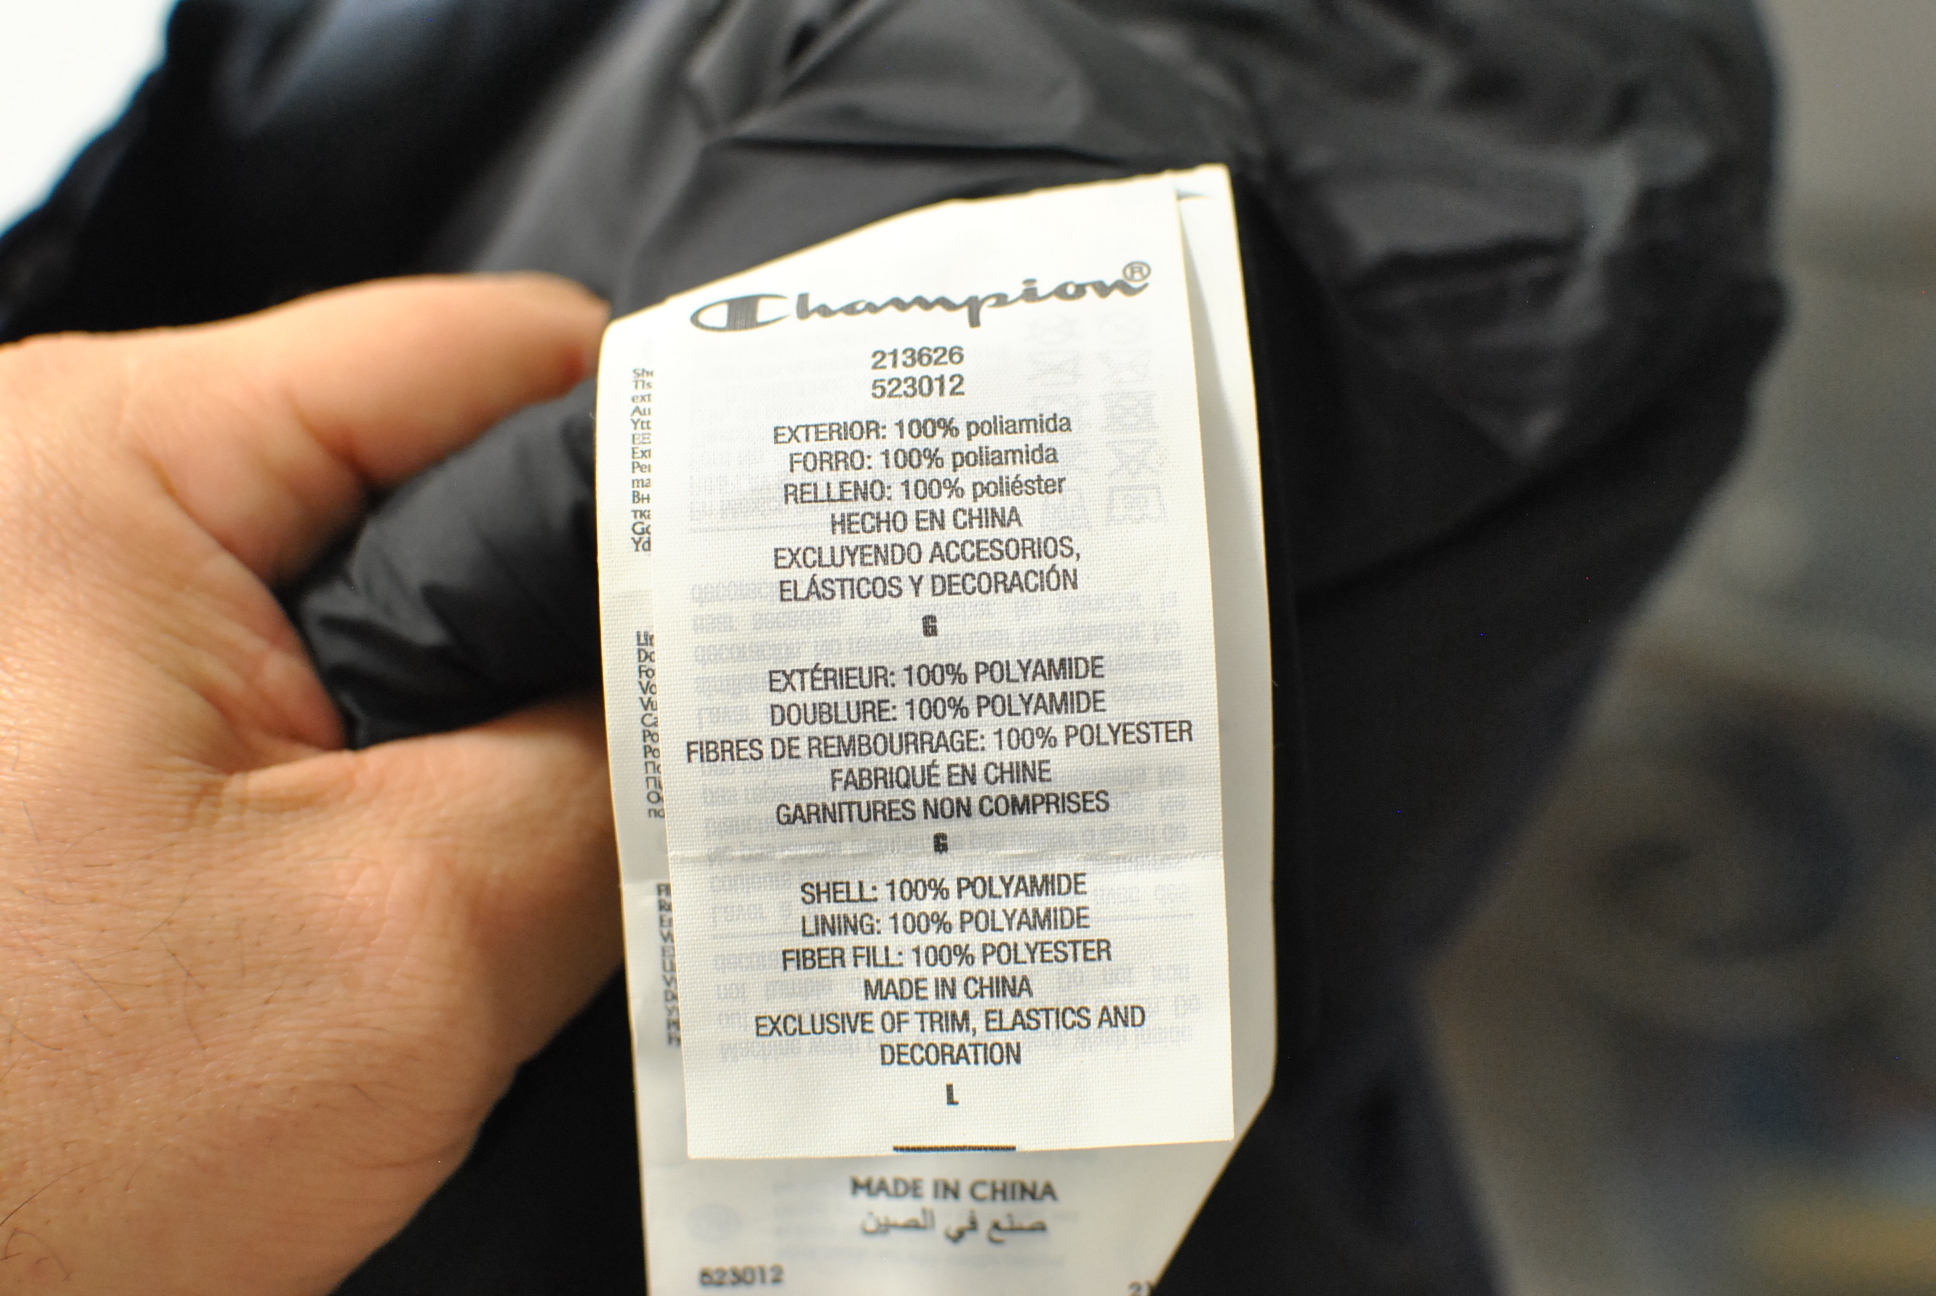 Champion®
213626
523012
EXTERIOR: 100% poliamida
FORRO: 100% poliamida
RELLENO: 100% poliéster
HECHO EN CHINA
EXCLUYENDO ACCESORIOS,
ELÁSTICOS Y DECORACIÓN
G
EXTÉRIEUR: 100% POLYAMIDE
DOUBLURE: 100% POLYAMIDE
FIBRES DE REMBOURRAGE: 100% POLYESTER
FABRIQUÉ EN CHINE
GARNITURES NON COMPRISES
G
SHELL: 100% POLYAMIDE
LINING: 100% POLYAMIDE
FIBER FILL: 100% POLYESTER
MADE IN CHINA
EXCLUSIVE OF TRIM, ELASTICS AND
DECORATION
L
MADE IN CHINA
صنع في الصين
523012